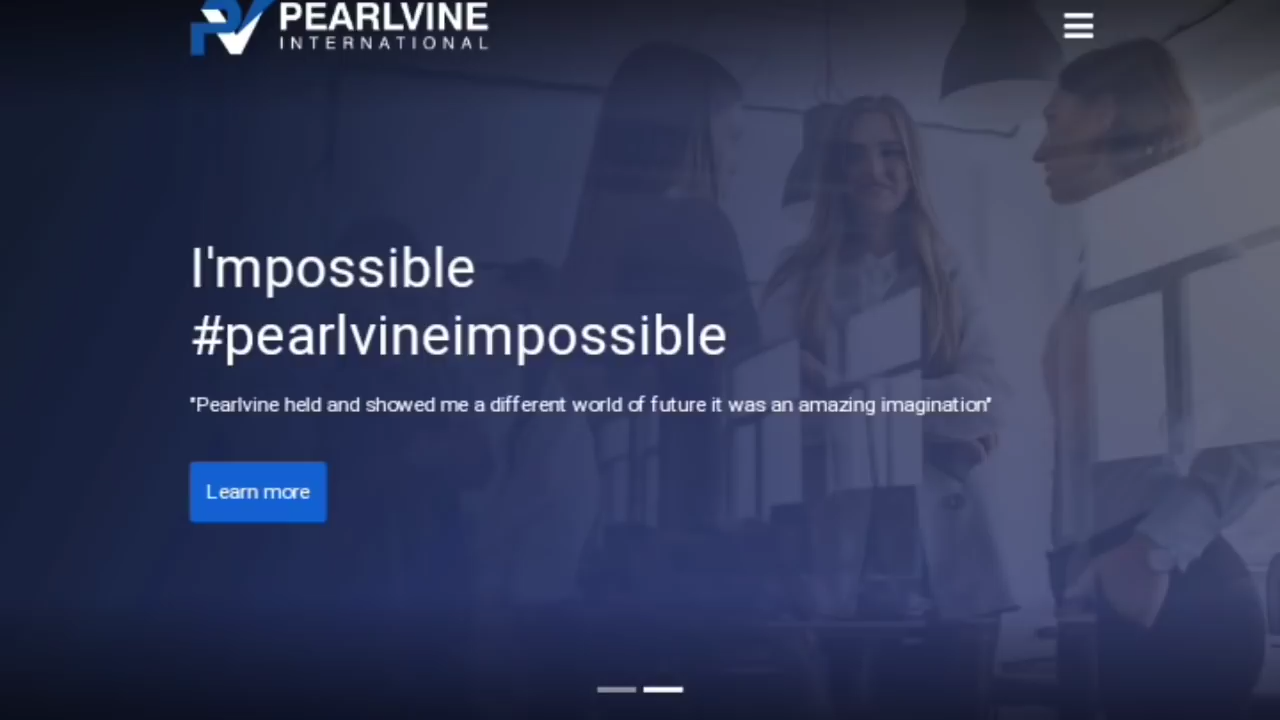 PEARLVINE
INTERNATIONAL
I'mpossible
#pearlvineimpossible
"Pearlvine held and showed me a different world of future it was an amazing imagination"
Learn more